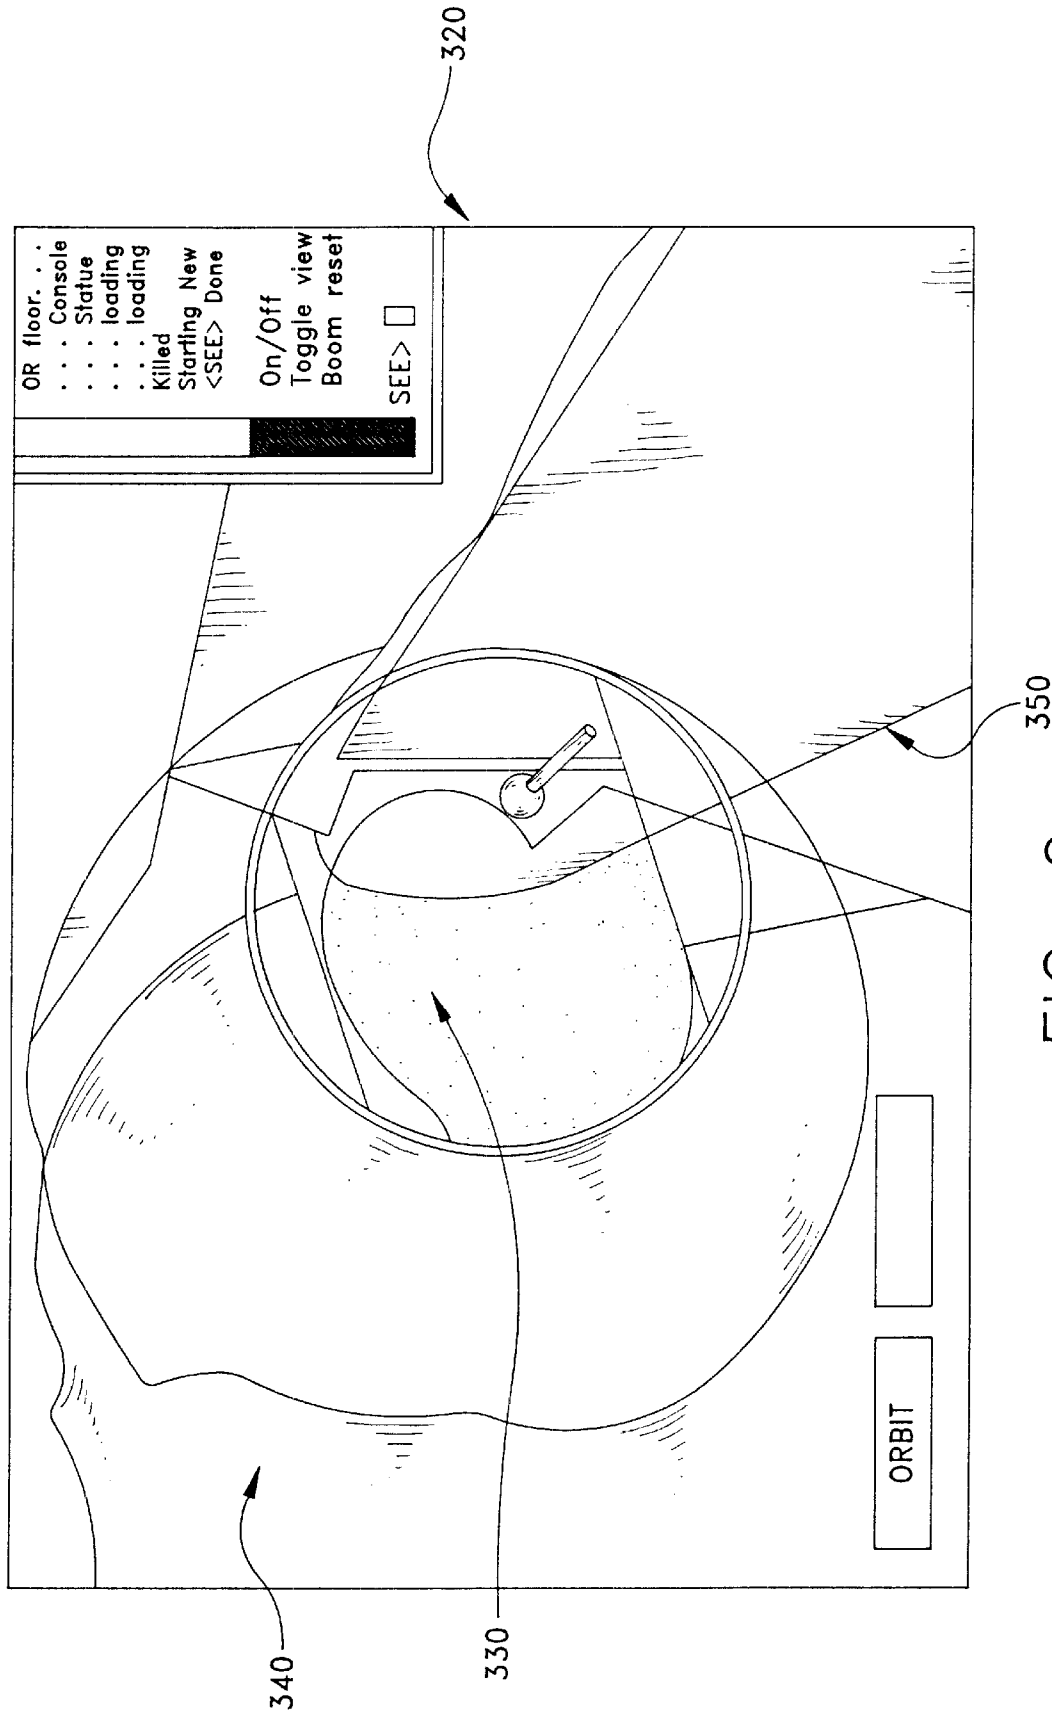 320
OR floor. . .
. . . Console
. . . Statue
. . . loading
. . . loading
Killed
Starting New
<SEE> Done
On/Off
Toggle view
Boom reset
SEE>
ORBIT
340
330
350